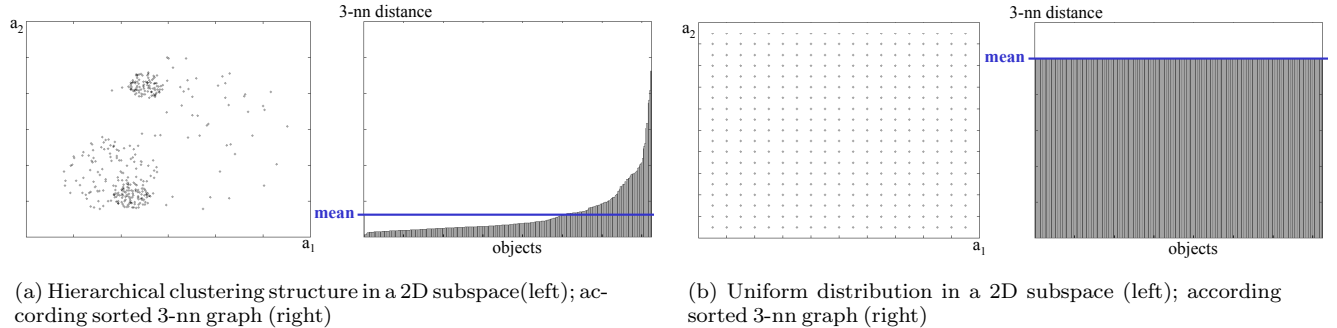 a2
a1
3-nn distance
mean
objects
a2
a1
3-nn distance
mean
objects
(a) Hierarchical clustering structure in a 2D subspace(left); ac-
cording sorted 3-nn graph (right)
(b) Uniform distribution in a 2D subspace (left); according
sorted 3-nn graph (right)